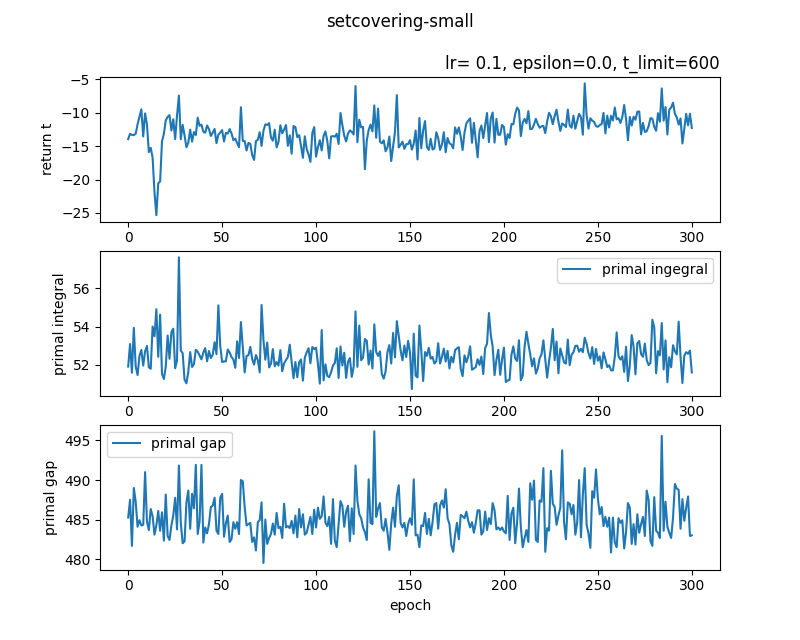 setcovering-small
lr= 0.1, epsilon=0.0, t_limit=600
return t
−5
−10
−15
−20
−25
0 50 100 150 200 250 300
primal integral
primal ingegral
56
54
52
0 50 100 150 200 250 300
primal gap
primal gap
495
490
485
480
0 50 100 150 200 250 300
epoch